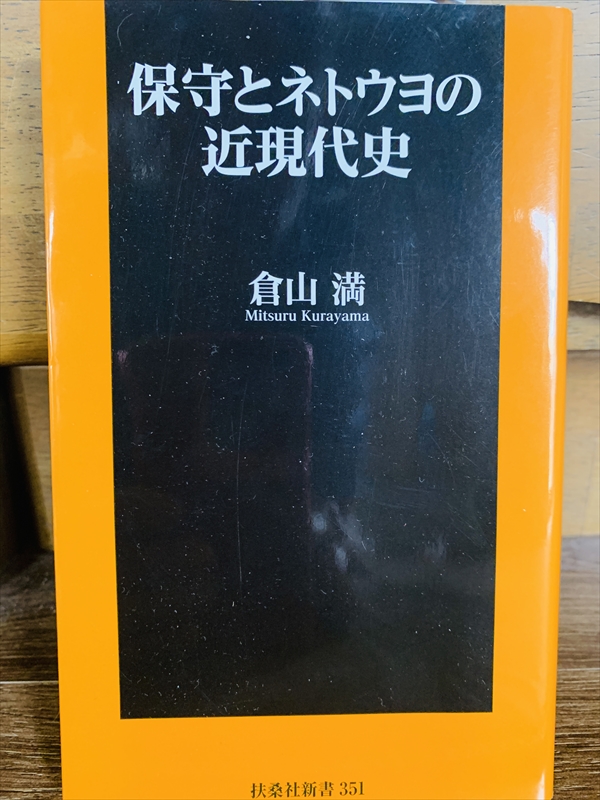 保守とネトウヨの
近現代史
倉山 満
Mitsuru Kurayama
扶桑社新書 351